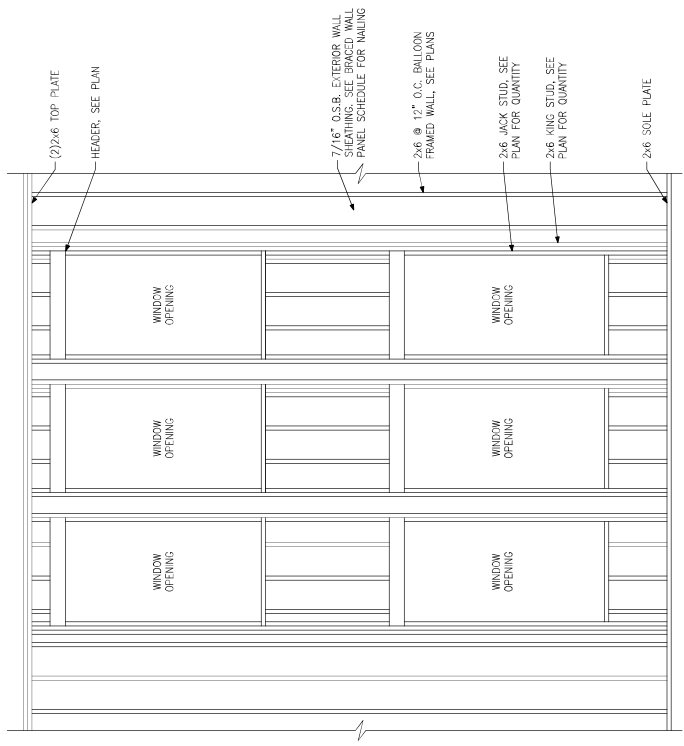 (2)2x6 TOP PLATE
HEADER, SEE PLAN
7/16" O.S.B. EXTERIOR WALL
SHEATHING. SEE BRACED WALL
PANEL SCHEDULE FOR NAILING
2x6 @ 12" O.C. BALLOON
FRAMED WALL, SEE PLANS
2x6 JACK STUD, SEE
PLAN FOR QUANTITY
2x6 KING STUD, SEE
PLAN FOR QUANTITY
2x6 SOLE PLATE
WINDOW
OPENING
WINDOW
OPENING
WINDOW
OPENING
WINDOW
OPENING
WINDOW
OPENING
WINDOW
OPENING